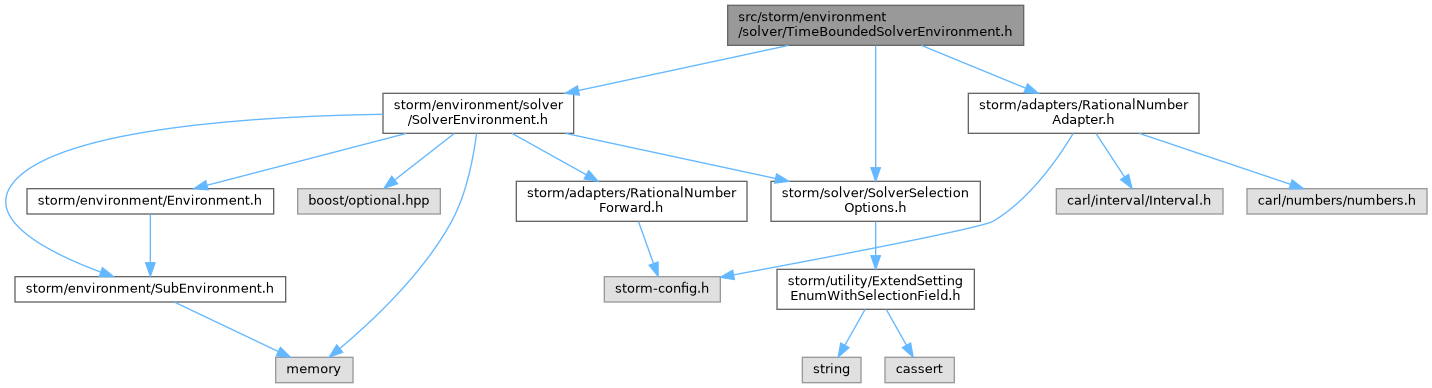 src/storm/environment
/solver/TimeBoundedSolverEnvironment.h
storm/environment/solver
/SolverEnvironment.h
storm/adapters/RationalNumber
Adapter.h
storm/environment/Environment.h
boost/optional.hpp
storm/adapters/RationalNumber
Forward.h
storm/solver/SolverSelection
Options.h
carl/interval/Interval.h
carl/numbers/numbers.h
storm/environment/SubEnvironment.h
storm-config.h
storm/utility/ExtendSetting
EnumWithSelectionField.h
memory
string
cassert